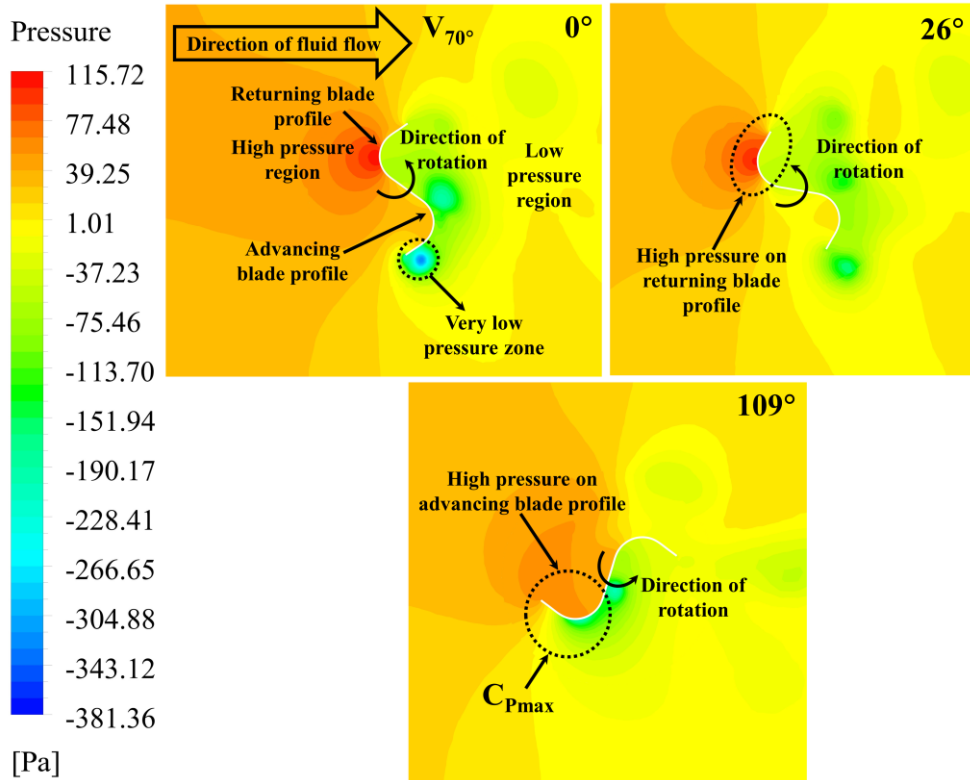 Pressure
115.72
77.48
39.25
1.01
-37.23
-75.46
-113.70
-151.94
-190.17
-228.41
-266.65
-304.88
-343.12
-381.36
[Pa]
Direction of fluid flow
V70°
0°
Returning blade
profile
High pressure
region
Direction of
rotation
Low
pressure
region
Advancing
blade profile
Very low
pressure zone
26°
Direction of
rotation
High pressure on
returning blade
profile
109°
High pressure on
advancing blade profile
Direction of
rotation
CPmax